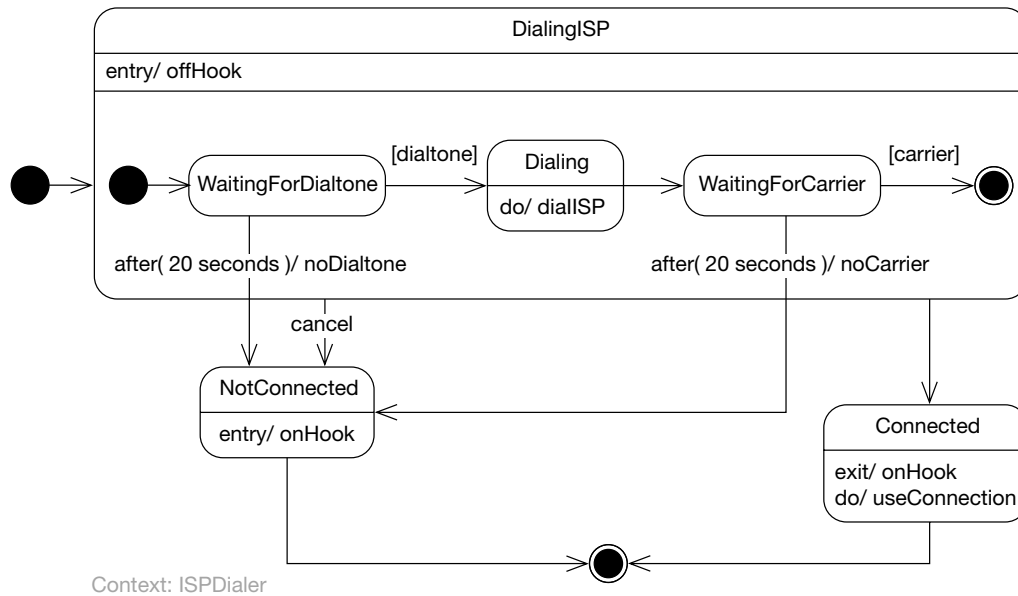 DialingISP
entry/ offHook
[dialtone]
[carrier]
WaitingForDialtone
Dialing
do/ dialISP
WaitingForCarrier
after( 20 seconds )/ noDialtone
after( 20 seconds )/ noCarrier
cancel
NotConnected
entry/ onHook
Connected
exit/ onHook
do/ useConnection
Context: ISPDialer